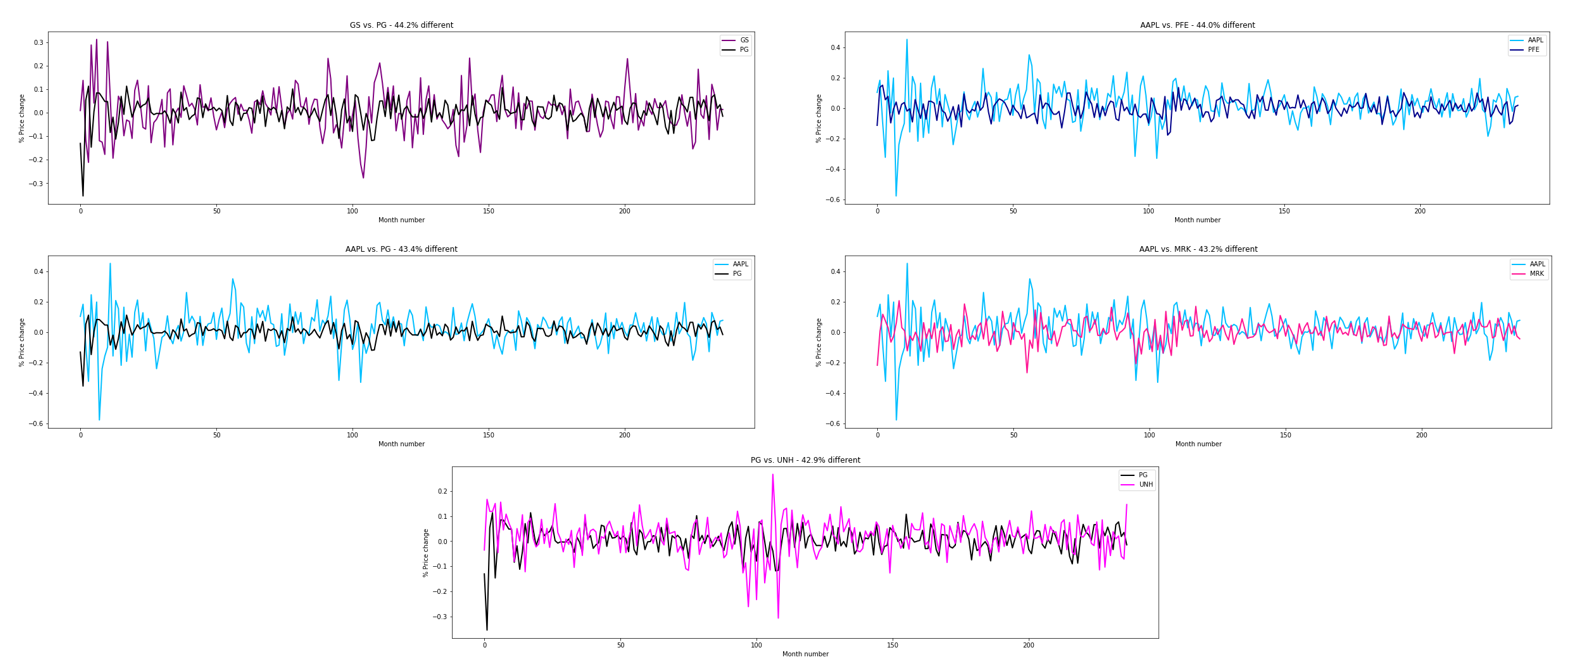 GS vs. PG - 44.2% different
0.3
0.2
0.1
0.0
−0.1
−0.2
−0.3
% Price change
GS
PG
0
50
100
150
200
Month number
AAPL vs. PFE - 44.0% different
0.4
0.2
0.0
−0.2
−0.4
−0.6
% Price change
AAPL
PFE
0
50
100
150
200
Month number
AAPL vs. PG - 43.4% different
0.4
0.2
0.0
−0.2
−0.4
−0.6
% Price change
AAPL
PG
0
50
100
150
200
Month number
AAPL vs. MRK - 43.2% different
0.4
0.2
0.0
−0.2
−0.4
−0.6
% Price change
AAPL
MRK
0
50
100
150
200
Month number
PG vs. UNH - 42.9% different
0.2
0.1
0.0
−0.1
−0.2
−0.3
% Price change
PG
UNH
0
50
100
150
200
Month number